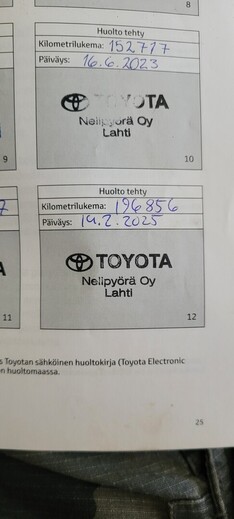 8
Huolto tehty
Kilometrilukema: 152717
Päiväys: 16.6.2023
TOYOTA
Nelipyörä Oy
Lahti
9
10
Huolto tehty
Kilometrilukema: 196856
Päiväys: 14.2.2025
TOYOTA
Nelipyörä Oy
Lahti
11
12
s Toyotan sähköinen huoltokirja (Toyota Electronic
n huoltomaassa.
25